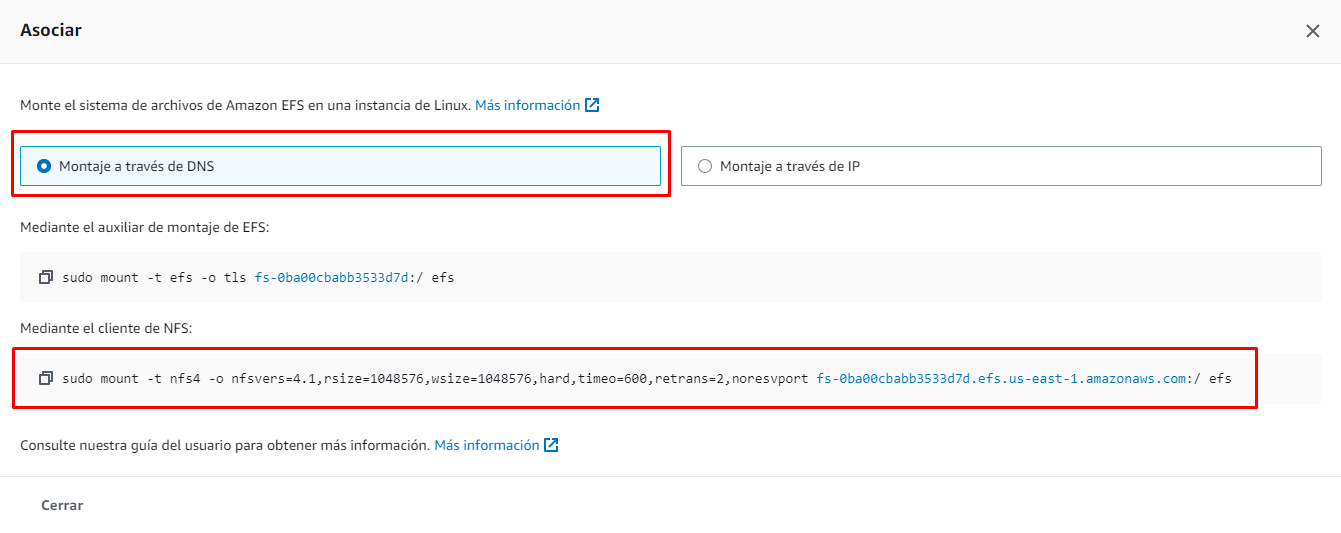 Asociar
Monte el sistema de archivos de Amazon EFS en una instancia de Linux. Más información
Montaje a través de DNS
Montaje a través de IP
Mediante el auxiliar de montaje de EFS:
sudo mount -t efs -o tls fs-0ba00cbabb3533d7d:/ efs
Mediante el cliente de NFS:
sudo mount -t nfs4 -o nfsvers=4.1,rsize=1048576,wsize=1048576,hard,timeo=600,retrans=2,noresvport fs-0ba00cbabb3533d7d.efs.us-east-1.amazonaws.com:/ efs
Consulte nuestra guía del usuario para obtener más información. Más información
Cerrar